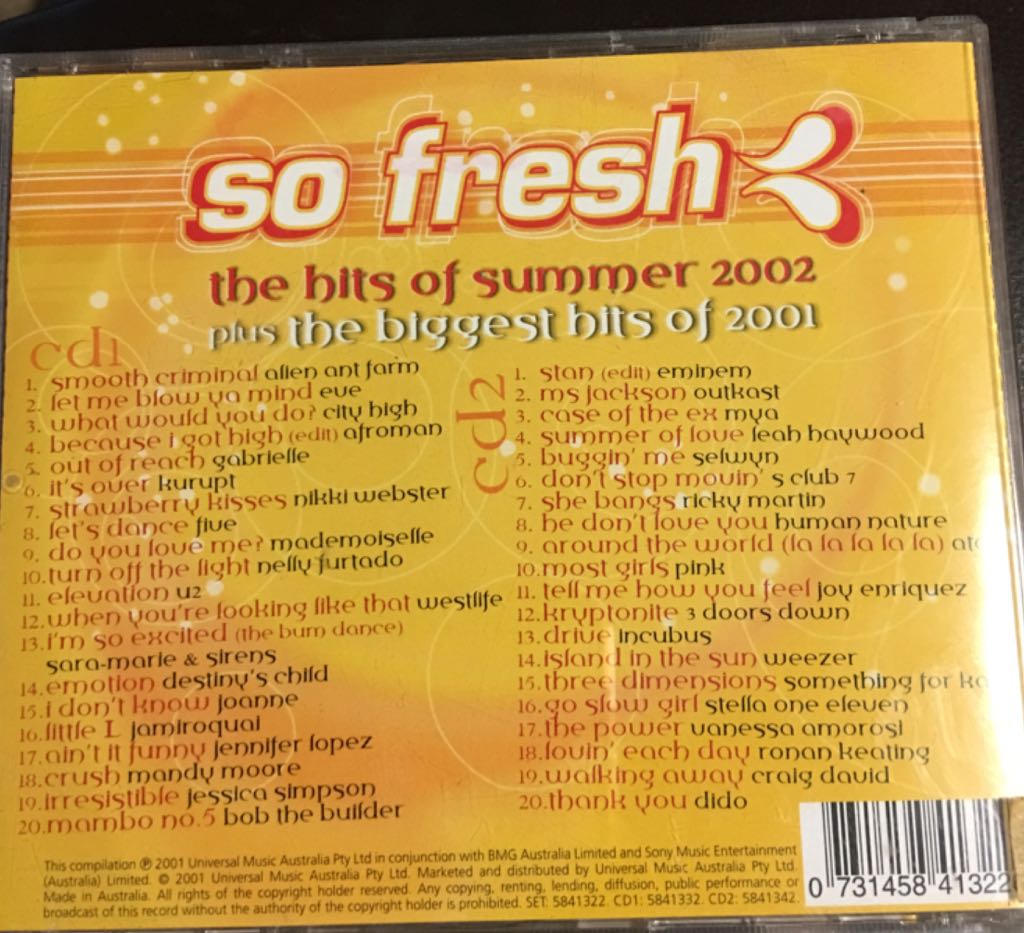 so fresh
the hits of summer 2002
plus the biggest hits of 2001
cd1
1. smooth criminal alien ant farm
2. let me blow ya mind eve
3. what would you do? city high
4. because i got high (edit) afroman
5. out of reach gabrielle
6. it's over kurupt
7. strawberry kisses nikki webster
8. let's dance five
9. do you love me? mademoiselle
10. turn off the light nelly furtado
11. elevation u2
12. when you're looking like that westlife
13. i'm so excited (the bum dance)
sara-marie & sirens
14. emotion destiny's child
15. i don't know joanne
16. little L jamiroquai
17. ain't it funny jennifer lopez
18. crush mandy moore
19. irresistible jessica simpson
20. mambo no.5 bob the builder
cd2
1. stan (edit) eminem
2. ms jackson outkast
3. case of the ex mya
4. summer of love leah haywood
5. buggin' me selwyn
6. don't stop movin' s club 7
7. she bangs ricky martin
8. he don't love you human nature
9. around the world (la la la la la) atc
10. most girls pink
11. tell me how you feel joy enriquez
12. kryptonite 3 doors down
13. drive incubus
14. island in the sun weezer
15. three dimensions something for ka
16. go slow girl stella one eleven
17. the power vanessa amorosi
18. lovin' each day ronan keating
19. walking away craig david
20. thank you dido
This compilation ℗ 2001 Universal Music Australia Pty Ltd in conjunction with BMG Australia Limited and Sony Music Entertainment
(Australia) Limited. © 2001 Universal Music Australia Pty Ltd. Marketed and distributed by Universal Music Australia Pty Ltd.
Made in Australia. All rights of the copyright holder reserved. Any copying, renting, lending, diffusion, public performance or
broadcast of this record without the authority of the copyright holder is prohibited. SET: 5841322. CD1: 5841332. CD2: 5841342.
0 731458 41322